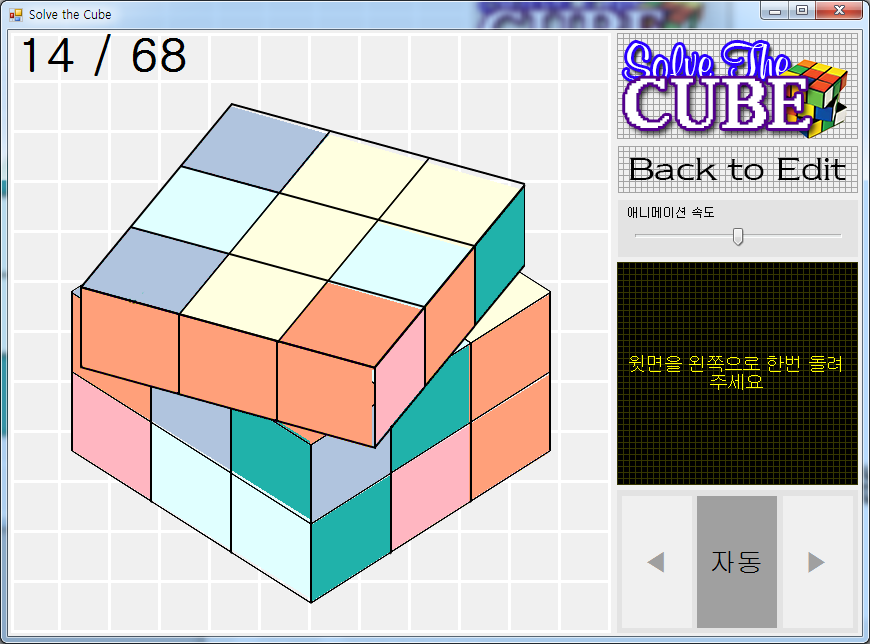 Solve the Cube
14 / 68
Solve The
CUBE
Back to Edit
애니메이션 속도
윗면을 왼쪽으로 한번 돌려
주세요
자동